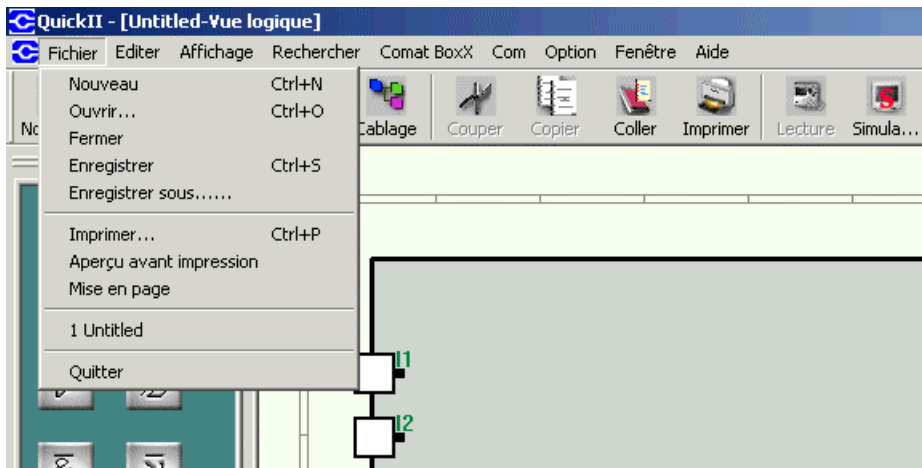 QuickII - [Untitled-Vue logique]
Fichier Editer Affichage Rechercher Comat BoxX Com Option Fenêtre Aide
Nouveau Ctrl+N
Ouvrir... Ctrl+O
Fermer
Enregistrer Ctrl+S
Enregistrer sous......
Imprimer... Ctrl+P
Aperçu avant impression
Mise en page
1 Untitled
Quitter
Cablage Couper Copier Coller Imprimer Lecture Simula...
I1
I2